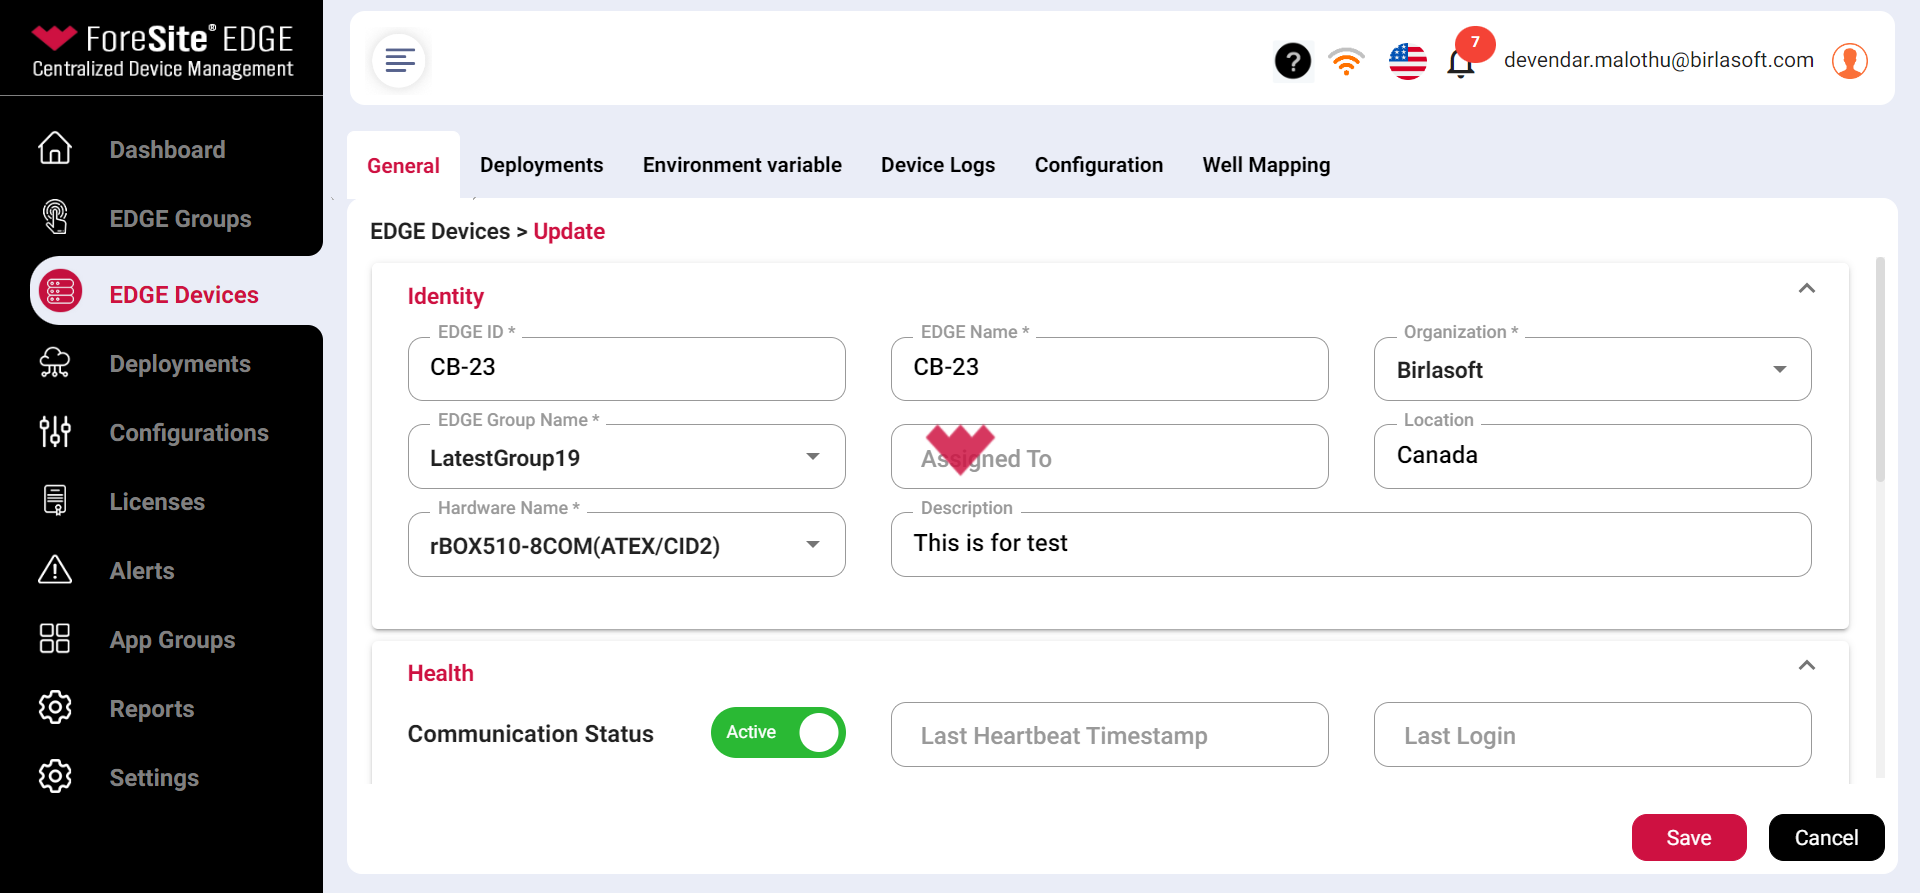 ForeSite® EDGE
Centralized Device Management
?
7
devendar.malothu@birlasoft.com
Dashboard
EDGE Groups
EDGE Devices
Deployments
Configurations
Licenses
Alerts
App Groups
Reports
Settings
General
Deployments
Environment variable
Device Logs
Configuration
Well Mapping
EDGE Devices > Update
Identity
EDGE ID *
CB-23
EDGE Name *
CB-23
Organization *
Birlasoft
EDGE Group Name *
LatestGroup19
Assigned To
Location
Canada
Hardware Name *
rBOX510-8COM(ATEX/CID2)
Description
This is for test
Health
Communication Status
Active
Last Heartbeat Timestamp
Last Login
Save
Cancel